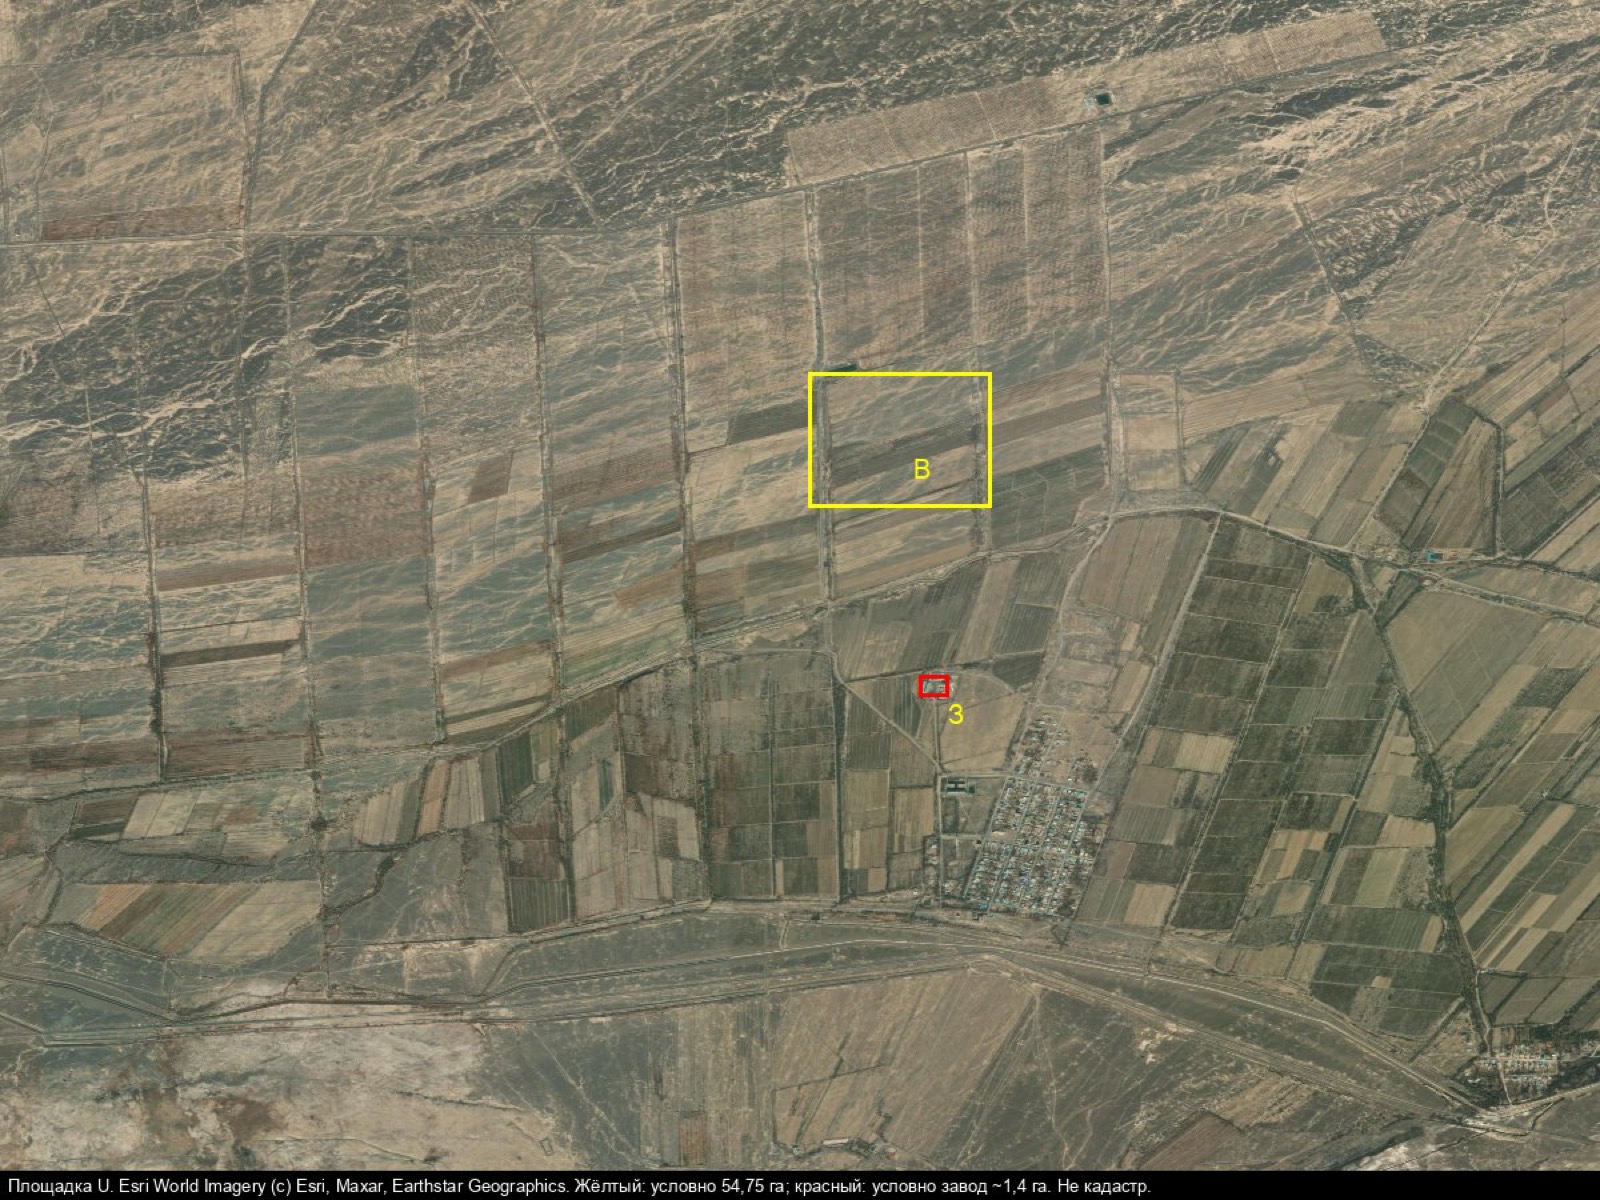 В
З
Площадка U. Esri World Imagery (c) Esri, Maxar, Earthstar Geographics. Жёлтый: условно 54,75 га; красный: условно завод ~1,4 га. Не кадастр.